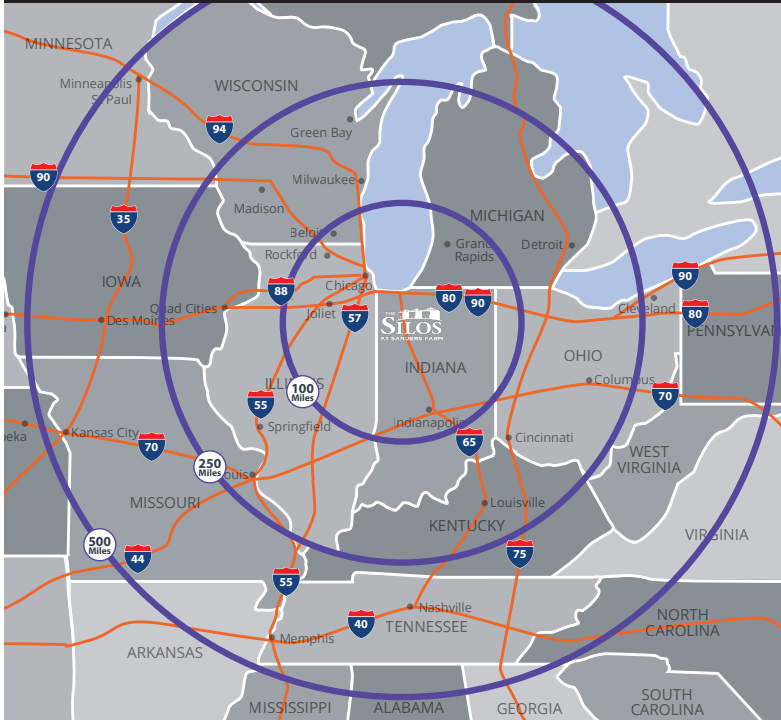 MINNESOTA
Minneapolis
St Paul
WISCONSIN
94
Green Bay
90
Milwaukee
Madison
35
MICHIGAN
Beloit
Grand
Rapids
Detroit
Rockford
IOWA
Chicago
88
80
90
90
Quad Cities
Des Moines
Joliet
57
THE
SILOS
AT SANDERS FARM
Cleveland
80
PENNSYLVAN
OHIO
INDIANA
ILLINOIS
100
Miles
Columbus
70
55
Indianapolis
Springfield
eka
Kansas City
70
65
Cincinnati
250
Miles
ouis
WEST
VIRGINIA
MISSOURI
Louisville
KENTUCKY
VIRGINIA
500
Miles
44
75
55
Nashville
40
TENNESSEE
NORTH
CAROLINA
Memphis
ARKANSAS
MISSISSIPPI
ALABAMA
GEORGIA
SOUTH
CAROLINA